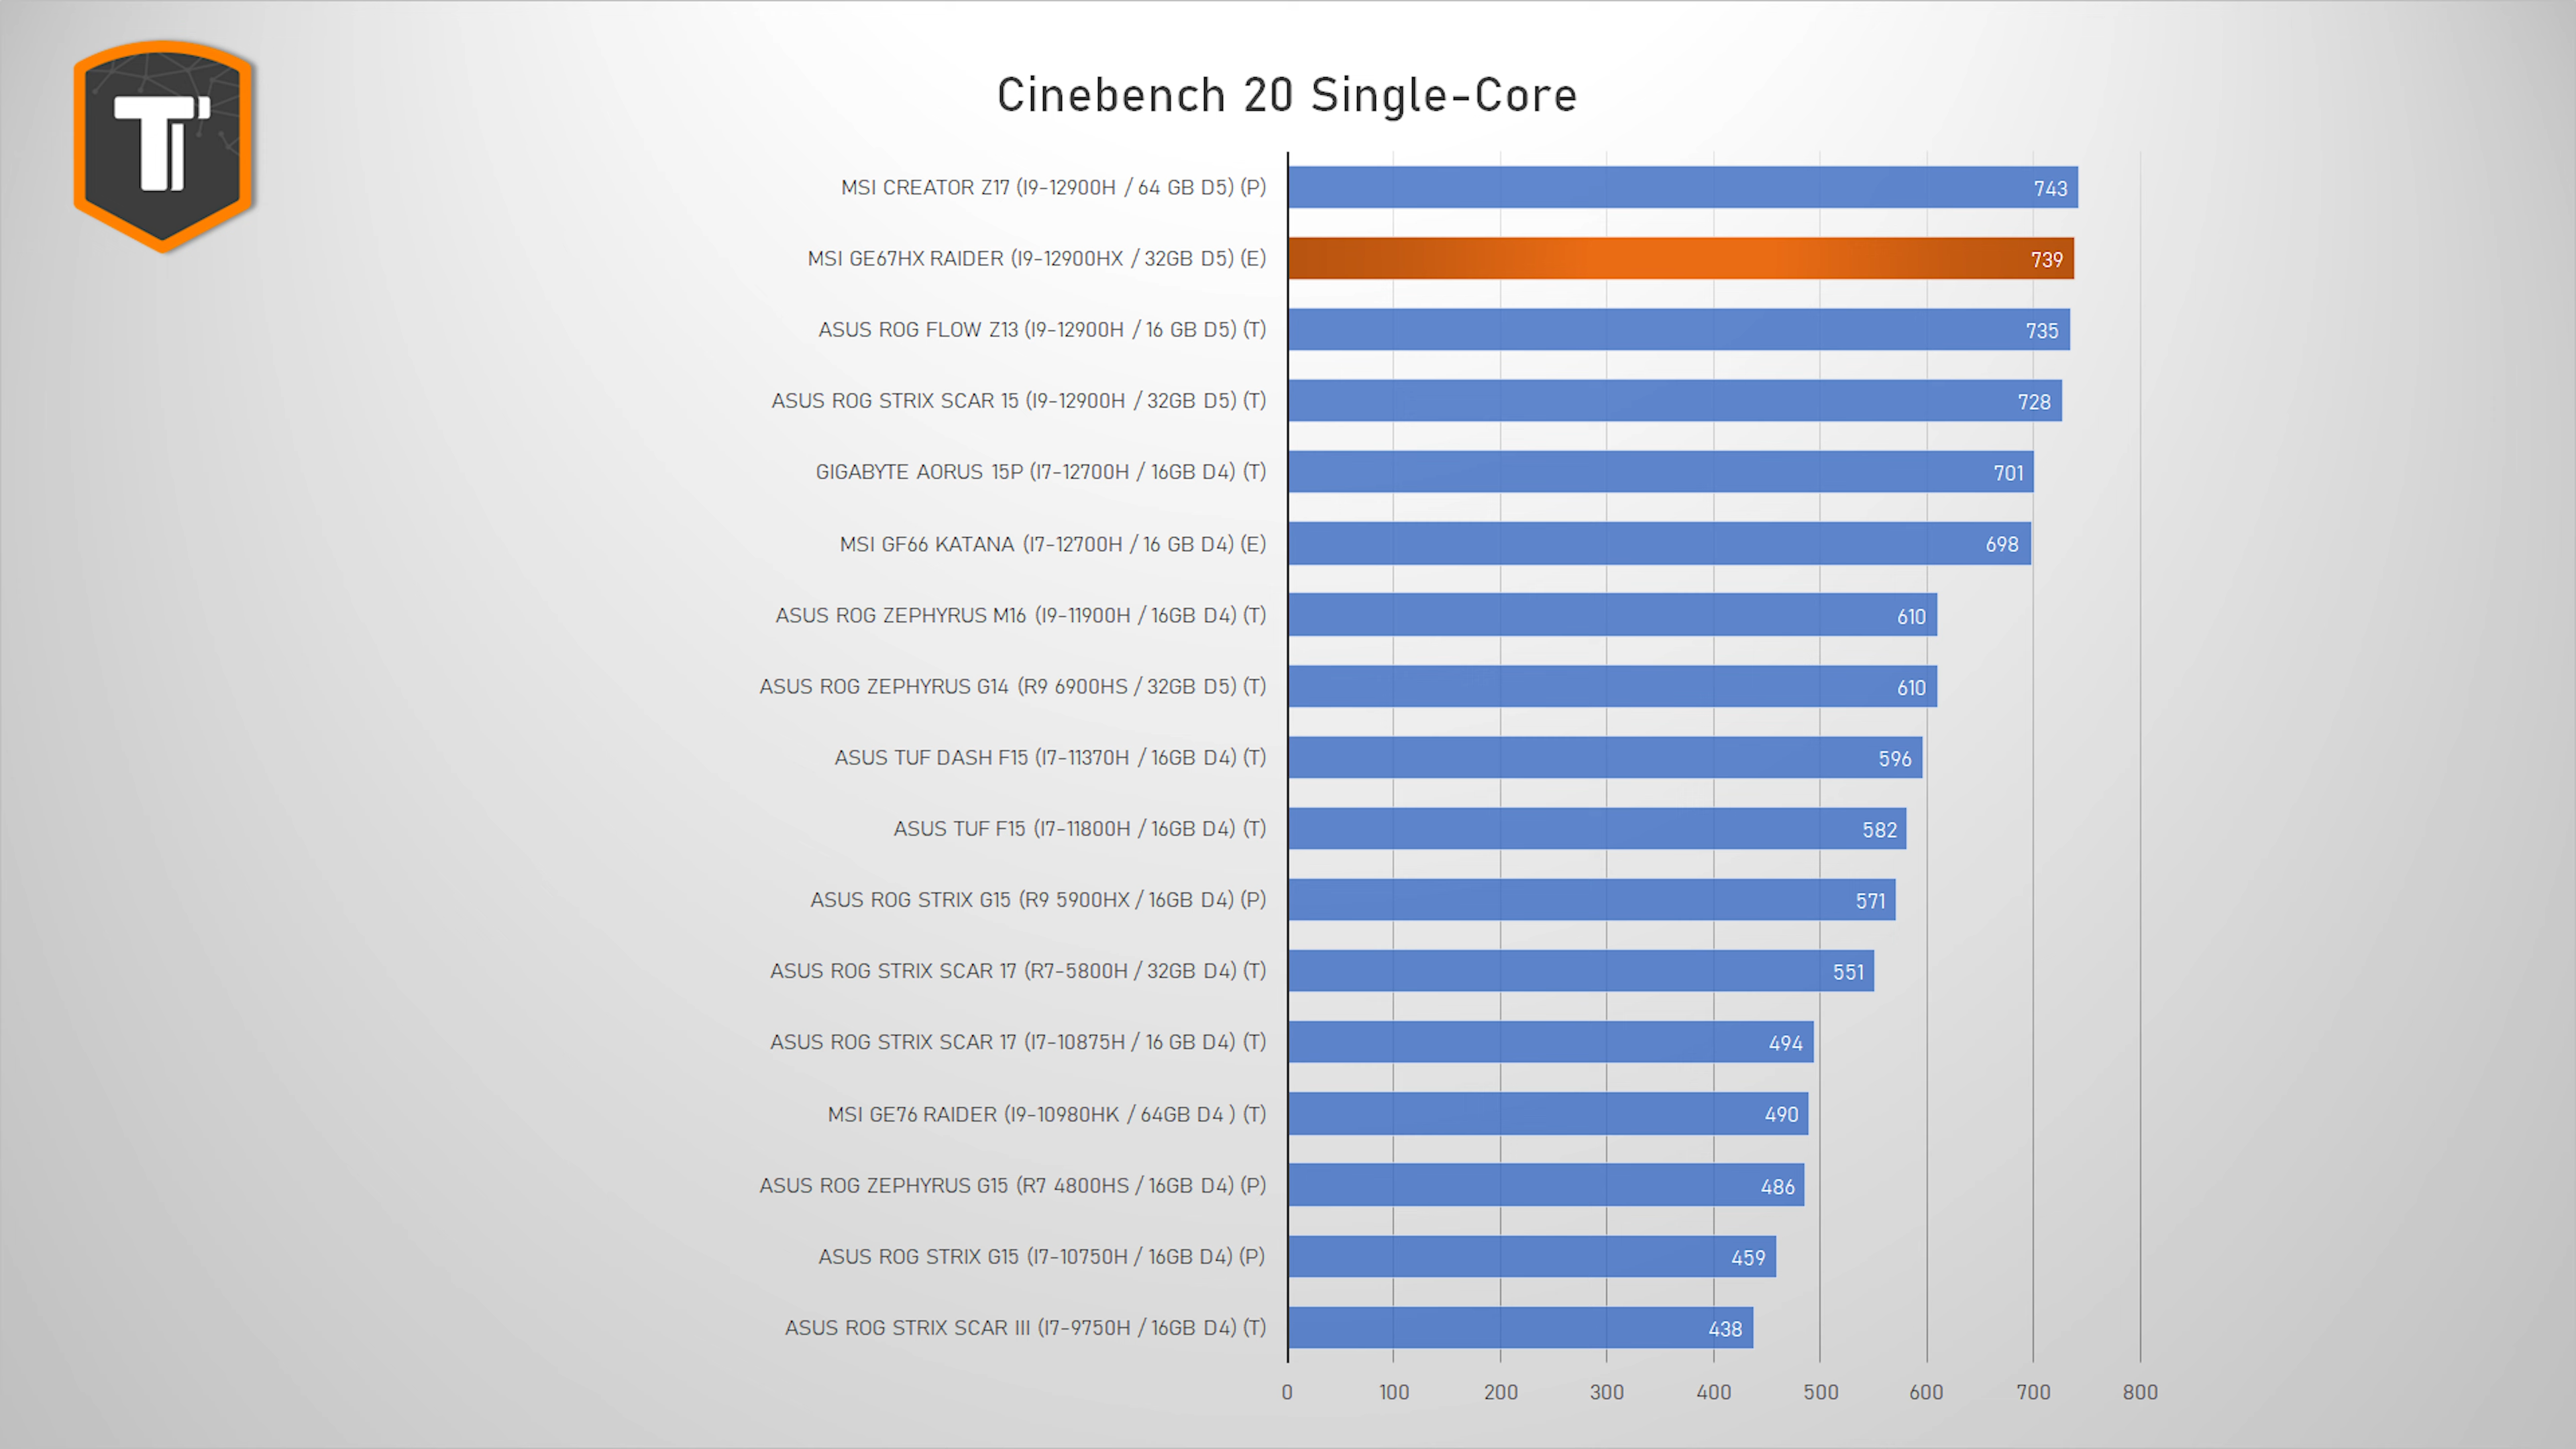 T
Cinebench 20 Single-Core
MSI CREATOR Z17 (I9-12900H / 64 GB D5) (P) 743
MSI GE67HX RAIDER (I9-12900HX / 32GB D5) (E) 739
ASUS ROG FLOW Z13 (I9-12900H / 16 GB D5) (T) 735
ASUS ROG STRIX SCAR 15 (I9-12900H / 32GB D5) (T) 728
GIGABYTE AORUS 15P (I7-12700H / 16GB D4) (T) 701
MSI GF66 KATANA (I7-12700H / 16 GB D4) (E) 698
ASUS ROG ZEPHYRUS M16 (I9-11900H / 16GB D4) (T) 610
ASUS ROG ZEPHYRUS G14 (R9 6900HS / 32GB D5) (T) 610
ASUS TUF DASH F15 (I7-11370H / 16GB D4) (T) 596
ASUS TUF F15 (I7-11800H / 16GB D4) (T) 582
ASUS ROG STRIX G15 (R9 5900HX / 16GB D4) (P) 571
ASUS ROG STRIX SCAR 17 (R7-5800H / 32GB D4) (T) 551
ASUS ROG STRIX SCAR 17 (I7-10875H / 16 GB D4) (T) 494
MSI GE76 RAIDER (I9-10980HK / 64GB D4 ) (T) 490
ASUS ROG ZEPHYRUS G15 (R7 4800HS / 16GB D4) (P) 486
ASUS ROG STRIX G15 (I7-10750H / 16GB D4) (P) 459
ASUS ROG STRIX SCAR III (I7-9750H / 16GB D4) (T) 438
0 100 200 300 400 500 600 700 800